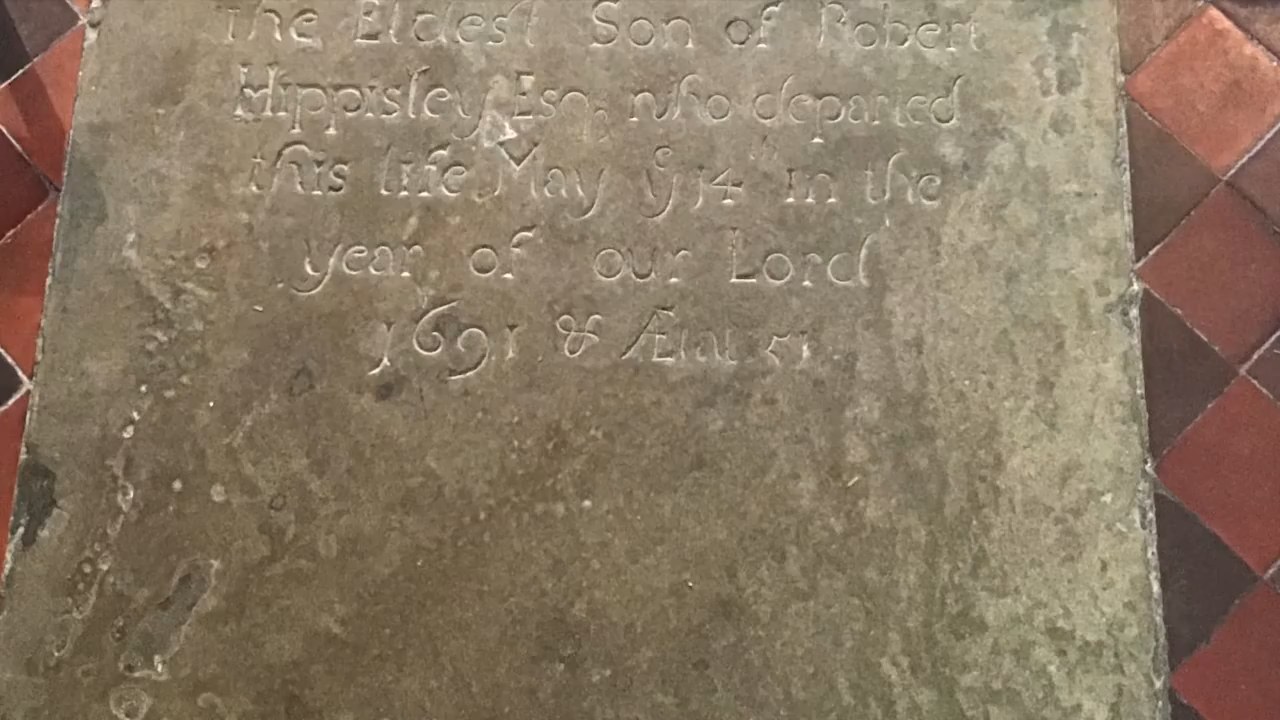 the Eldest Son of Robert
Hippisley Esq; who departed
this life May yᵉ 14ᵗʰ in the
year of our Lord
1691 & Ætat 51